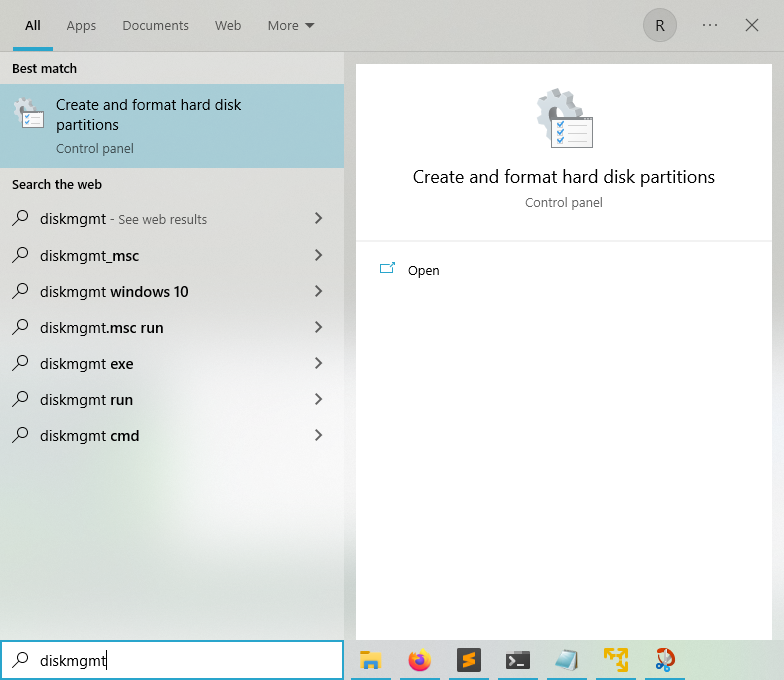 All Apps Documents Web More R ...
Best match
Create and format hard disk
partitions
Control panel
Search the web
diskmgmt - See web results
diskmgmt_msc
diskmgmt windows 10
diskmgmt.msc run
diskmgmt exe
diskmgmt run
diskmgmt cmd
Create and format hard disk partitions
Control panel
Open
diskmgmt